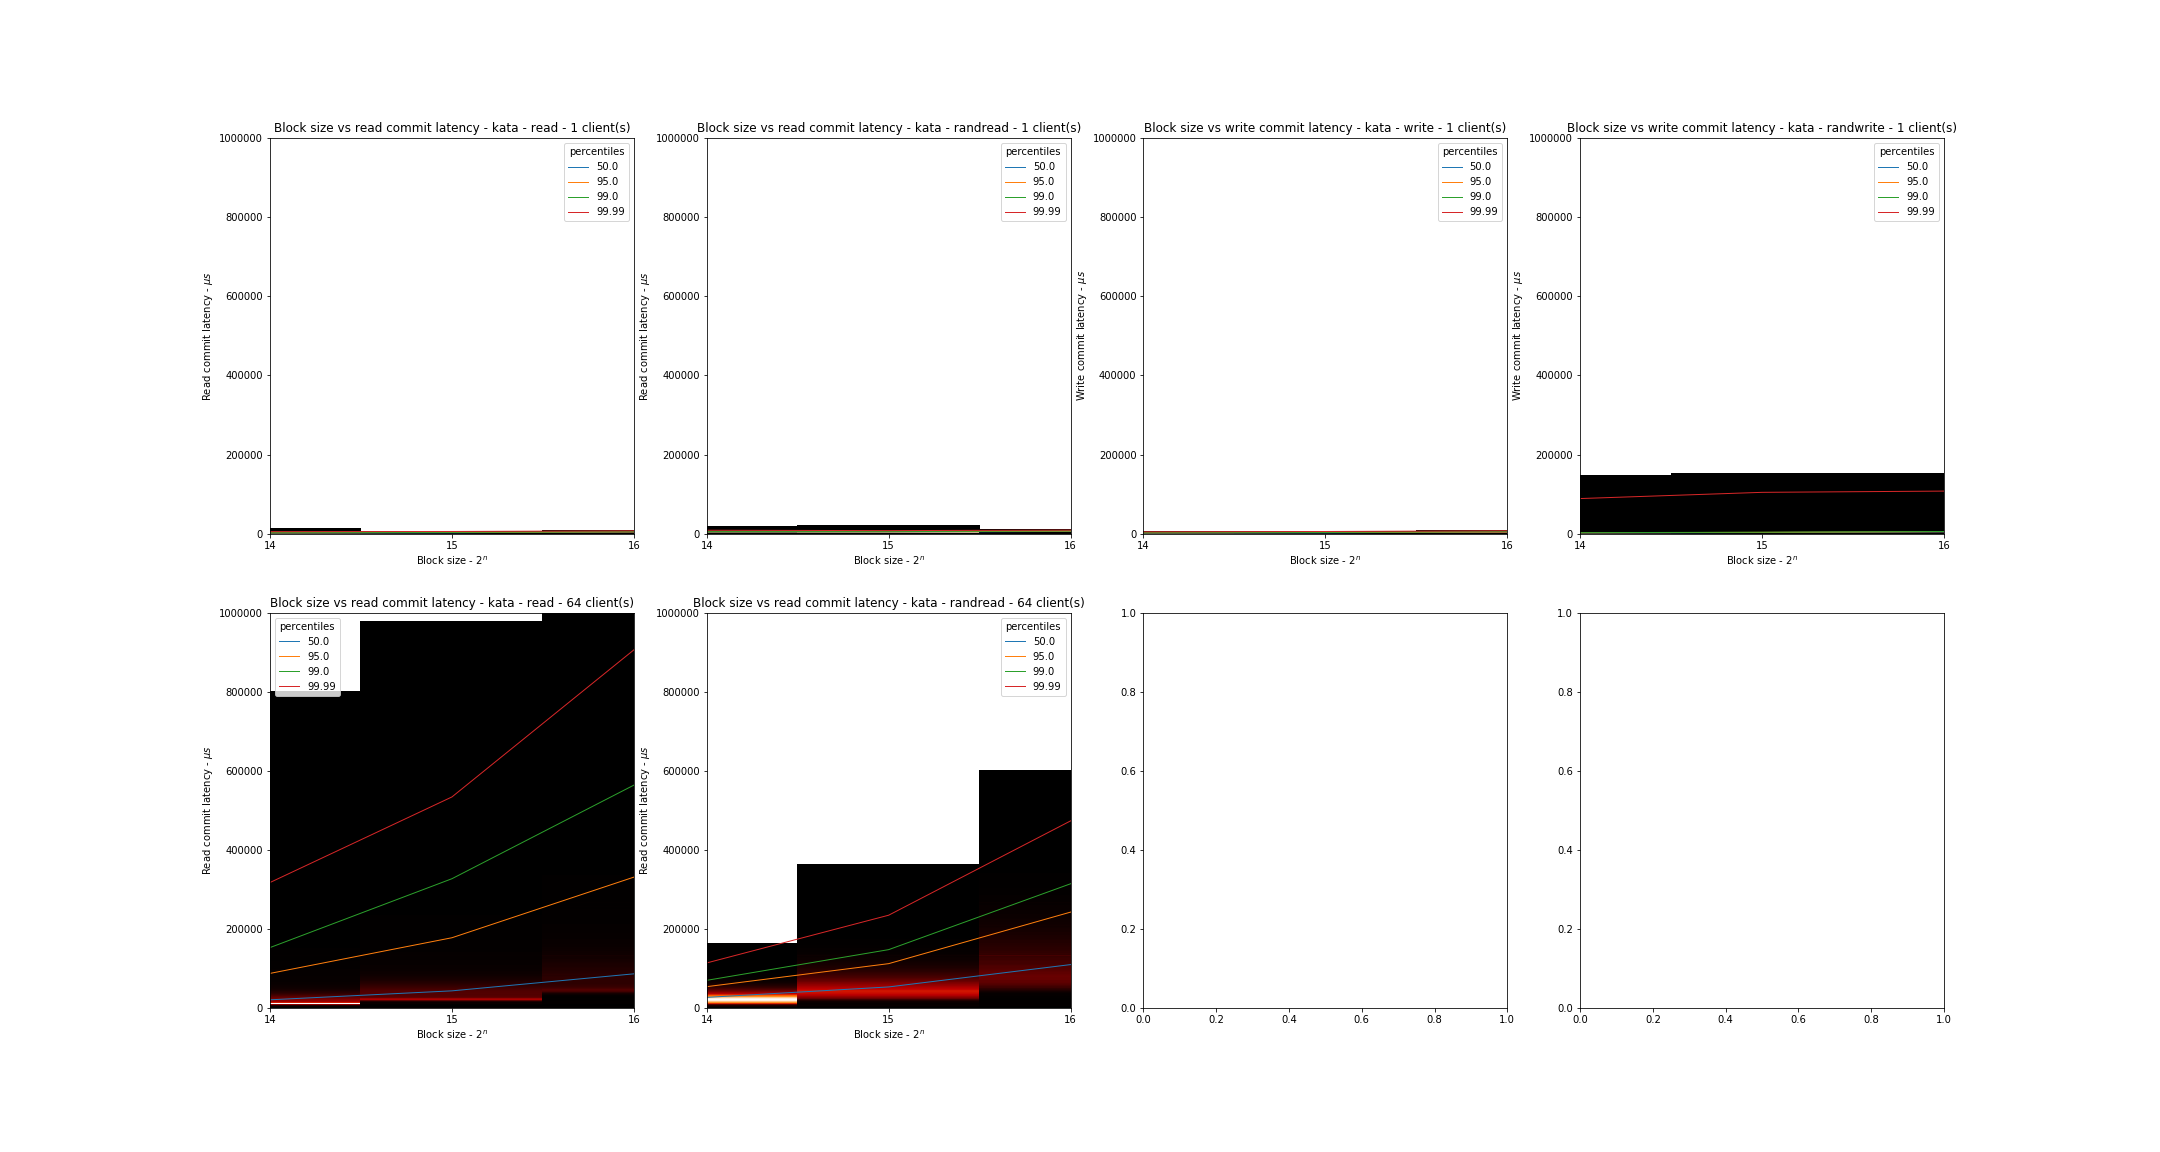 Block size vs read commit latency - kata - read - 1 client(s)
1000000
800000
600000
400000
200000
0
Read commit latency - μs
percentiles
50.0
95.0
99.0
99.99
14 15 16
Block size - 2ⁿ
Block size vs read commit latency - kata - randread - 1 client(s)
1000000
800000
600000
400000
200000
0
Read commit latency - μs
percentiles
50.0
95.0
99.0
99.99
14 15 16
Block size - 2ⁿ
Block size vs write commit latency - kata - write - 1 client(s)
1000000
800000
600000
400000
200000
0
Write commit latency - μs
percentiles
50.0
95.0
99.0
99.99
14 15 16
Block size - 2ⁿ
Block size vs write commit latency - kata - randwrite - 1 client(s)
1000000
800000
600000
400000
200000
0
Write commit latency - μs
percentiles
50.0
95.0
99.0
99.99
14 15 16
Block size - 2ⁿ
Block size vs read commit latency - kata - read - 64 client(s)
1000000
800000
600000
400000
200000
0
Read commit latency - μs
percentiles
50.0
95.0
99.0
99.99
14 15 16
Block size - 2ⁿ
Block size vs read commit latency - kata - randread - 64 client(s)
1000000
800000
600000
400000
200000
0
Read commit latency - μs
percentiles
50.0
95.0
99.0
99.99
14 15 16
Block size - 2ⁿ
1.0
0.8
0.6
0.4
0.2
0.0
0.0 0.2 0.4 0.6 0.8 1.0
1.0
0.8
0.6
0.4
0.2
0.0
0.0 0.2 0.4 0.6 0.8 1.0